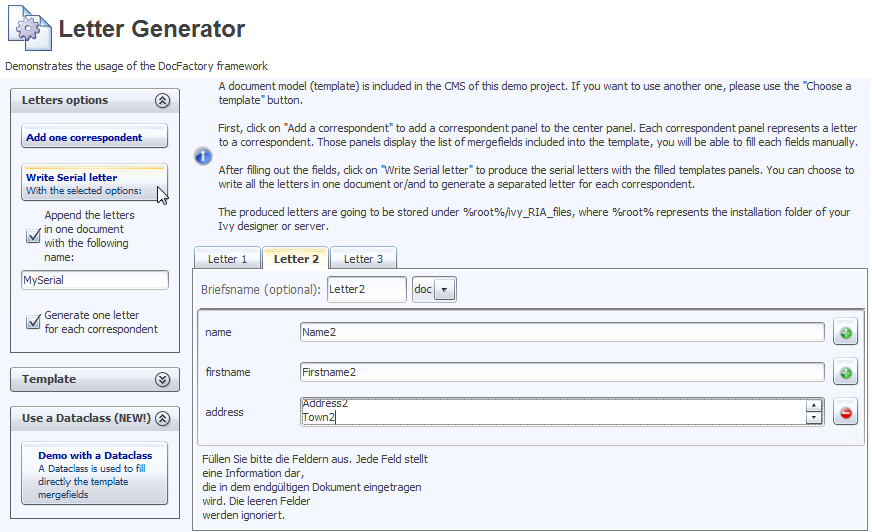 Letter Generator
Demonstrates the usage of the DocFactory framework
Letters options
Add one correspondent
Write Serial letter
With the selected options:
Append the letters
in one document
with the following
name:
MySerial
Generate one letter
for each correspondent
Template
Use a Dataclass (NEW!)
Demo with a Dataclass
A Dataclass is used to fill
directly the template
mergefields
A document model (template) is included in the CMS of this demo project. If you want to use another one, please use the "Choose a
template" button.
First, click on "Add a correspondent" to add a correspondent panel to the center panel. Each correspondent panel represents a letter
to a correspondent. Those panels display the list of mergefields included into the template, you will be able to fill each fields manually.
After filling out the fields, click on "Write Serial letter" to produce the serial letters with the filled templates panels. You can choose to
write all the letters in one document or/and to generate a separated letter for each correspondent.
The produced letters are going to be stored under %root%/ivy_RIA_files, where %root% represents the installation folder of your
Ivy designer or server.
Letter 1 Letter 2 Letter 3
Briefsname (optional): Letter2 doc
name Name2
firstname Firstname2
address Address2
Town2
Füllen Sie bitte die Feldern aus. Jede Feld stellt
eine Information dar,
die in dem endgültigen Dokument eingetragen
wird. Die leeren Felder
werden ignoriert.